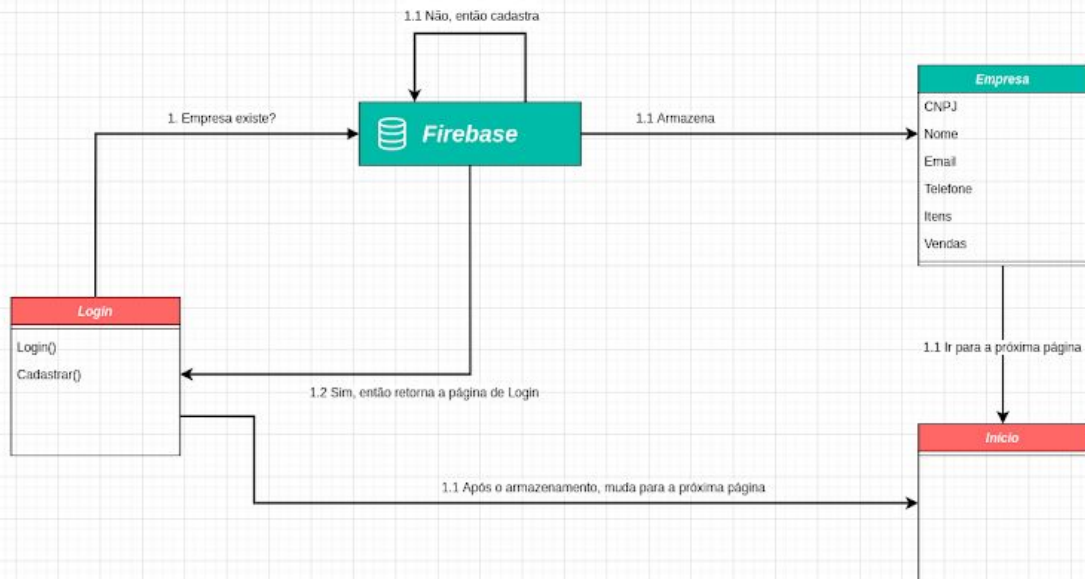 1.1 Não, então cadastra
Empresa
CNPJ
Nome
Email
Telefone
Itens
Vendas
1. Empresa existe?
Firebase
1.1 Armazena
Login
Login()
Cadastrar()
1.2 Sim, então retorna a página de Login
1.1 Ir para a próxima página
Início
1.1 Após o armazenamento, muda para a próxima página